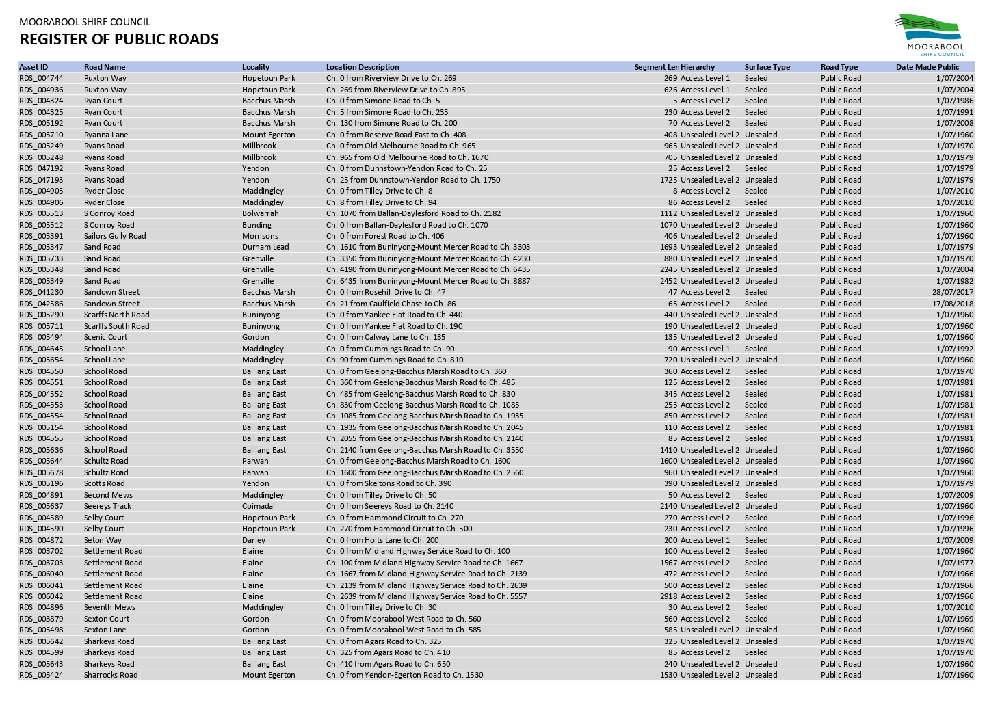 MOORABOOL SHIRE COUNCIL
REGISTER OF PUBLIC ROADS
MOORABOOL
SHIRE COUNCIL
Asset ID Road Name Locality Location Description Segment Len Hierarchy Surface Type Road Type Date Made Public
RDS_004744 Ruxton Way Hopetoun Park Ch. 0 from Riverview Drive to Ch. 269 269 Access Level 1 Sealed Public Road 1/07/2004
RDS_004936 Ruxton Way Hopetoun Park Ch. 269 from Riverview Drive to Ch. 895 626 Access Level 1 Sealed Public Road 1/07/2004
RDS_004324 Ryan Court Bacchus Marsh Ch. 0 from Simone Road to Ch. 5 5 Access Level 2 Sealed Public Road 1/07/1986
RDS_004325 Ryan Court Bacchus Marsh Ch. 5 from Simone Road to Ch. 235 230 Access Level 2 Sealed Public Road 1/07/1991
RDS_005192 Ryan Court Bacchus Marsh Ch. 130 from Simone Road to Ch. 200 70 Access Level 2 Sealed Public Road 1/07/2008
RDS_005710 Ryanna Lane Mount Egerton Ch. 0 from Reserve Road East to Ch. 408 408 Unsealed Level 2 Unsealed Public Road 1/07/1960
RDS_005249 Ryans Road Millbrook Ch. 0 from Old Melbourne Road to Ch. 965 965 Unsealed Level 2 Unsealed Public Road 1/07/1970
RDS_005248 Ryans Road Millbrook Ch. 965 from Old Melbourne Road to Ch. 1670 705 Unsealed Level 2 Unsealed Public Road 1/07/1979
RDS_047192 Ryans Road Yendon Ch. 0 from Dunnstown-Yendon Road to Ch. 25 25 Access Level 2 Sealed Public Road 1/07/1979
RDS_047193 Ryans Road Yendon Ch. 25 from Dunnstown-Yendon Road to Ch. 1750 1725 Unsealed Level 2 Unsealed Public Road 1/07/1979
RDS_004905 Ryder Close Maddingley Ch. 0 from Tilley Drive to Ch. 8 8 Access Level 2 Sealed Public Road 1/07/2010
RDS_004906 Ryder Close Maddingley Ch. 8 from Tilley Drive to Ch. 94 86 Access Level 2 Sealed Public Road 1/07/2010
RDS_005513 S Conroy Road Bolwarrah Ch. 1070 from Ballan-Daylesford Road to Ch. 2182 1112 Unsealed Level 2 Unsealed Public Road 1/07/1960
RDS_005512 S Conroy Road Bunding Ch. 0 from Ballan-Daylesford Road to Ch. 1070 1070 Unsealed Level 2 Unsealed Public Road 1/07/1960
RDS_005391 Sailors Gully Road Morrisons Ch. 0 from Forest Road to Ch. 406 406 Unsealed Level 2 Unsealed Public Road 1/07/1960
RDS_005347 Sand Road Durham Lead Ch. 1610 from Buninyong-Mount Mercer Road to Ch. 3303 1693 Unsealed Level 2 Unsealed Public Road 1/07/1979
RDS_005733 Sand Road Grenville Ch. 3350 from Buninyong-Mount Mercer Road to Ch. 4230 880 Unsealed Level 2 Unsealed Public Road 1/07/1970
RDS_005348 Sand Road Grenville Ch. 4190 from Buninyong-Mount Mercer Road to Ch. 6435 2245 Unsealed Level 2 Unsealed Public Road 1/07/2004
RDS_005349 Sand Road Grenville Ch. 6435 from Buninyong-Mount Mercer Road to Ch. 8887 2452 Unsealed Level 2 Unsealed Public Road 1/07/1982
RDS_041230 Sandown Street Bacchus Marsh Ch. 0 from Rosehill Drive to Ch. 47 47 Access Level 2 Sealed Public Road 28/07/2017
RDS_042586 Sandown Street Bacchus Marsh Ch. 21 from Caulfield Chase to Ch. 86 65 Access Level 2 Sealed Public Road 17/08/2018
RDS_005290 Scarffs North Road Buninyong Ch. 0 from Yankee Flat Road to Ch. 440 440 Unsealed Level 2 Unsealed Public Road 1/07/1960
RDS_005711 Scarffs South Road Buninyong Ch. 0 from Yankee Flat Road to Ch. 190 190 Unsealed Level 2 Unsealed Public Road 1/07/1960
RDS_005494 Scenic Court Gordon Ch. 0 from Calway Lane to Ch. 135 135 Unsealed Level 2 Unsealed Public Road 1/07/1960
RDS_004645 School Lane Maddingley Ch. 0 from Cummings Road to Ch. 90 90 Access Level 1 Sealed Public Road 1/07/1992
RDS_005654 School Lane Maddingley Ch. 90 from Cummings Road to Ch. 810 720 Unsealed Level 2 Unsealed Public Road 1/07/1960
RDS_004550 School Road Balliang East Ch. 0 from Geelong-Bacchus Marsh Road to Ch. 360 360 Access Level 2 Sealed Public Road 1/07/1970
RDS_004551 School Road Balliang East Ch. 360 from Geelong-Bacchus Marsh Road to Ch. 485 125 Access Level 2 Sealed Public Road 1/07/1981
RDS_004552 School Road Balliang East Ch. 485 from Geelong-Bacchus Marsh Road to Ch. 830 345 Access Level 2 Sealed Public Road 1/07/1981
RDS_004553 School Road Balliang East Ch. 830 from Geelong-Bacchus Marsh Road to Ch. 1085 255 Access Level 2 Sealed Public Road 1/07/1981
RDS_004554 School Road Balliang East Ch. 1085 from Geelong-Bacchus Marsh Road to Ch. 1935 850 Access Level 2 Sealed Public Road 1/07/1981
RDS_005154 School Road Balliang East Ch. 1935 from Geelong-Bacchus Marsh Road to Ch. 2045 110 Access Level 2 Sealed Public Road 1/07/1981
RDS_004555 School Road Balliang East Ch. 2055 from Geelong-Bacchus Marsh Road to Ch. 2140 85 Access Level 2 Sealed Public Road 1/07/1981
RDS_005636 School Road Balliang East Ch. 2140 from Geelong-Bacchus Marsh Road to Ch. 3550 1410 Unsealed Level 2 Unsealed Public Road 1/07/1960
RDS_005644 Schultz Road Parwan Ch. 0 from Geelong-Bacchus Marsh Road to Ch. 1600 1600 Unsealed Level 2 Unsealed Public Road 1/07/1960
RDS_005678 Schultz Road Parwan Ch. 1600 from Geelong-Bacchus Marsh Road to Ch. 2560 960 Unsealed Level 2 Unsealed Public Road 1/07/1960
RDS_005196 Scotts Road Yendon Ch. 0 from Skeltons Road to Ch. 390 390 Unsealed Level 2 Unsealed Public Road 1/07/1979
RDS_004891 Second Mews Maddingley Ch. 0 from Tilley Drive to Ch. 50 50 Access Level 2 Sealed Public Road 1/07/2009
RDS_005637 Seereys Track Coimadai Ch. 0 from Seereys Road to Ch. 2140 2140 Unsealed Level 2 Unsealed Public Road 1/07/1960
RDS_004589 Selby Court Hopetoun Park Ch. 0 from Hammond Circuit to Ch. 270 270 Access Level 2 Sealed Public Road 1/07/1996
RDS_004590 Selby Court Hopetoun Park Ch. 270 from Hammond Circuit to Ch. 500 230 Access Level 2 Sealed Public Road 1/07/1996
RDS_004872 Seton Way Darley Ch. 0 from Holts Lane to Ch. 200 200 Access Level 1 Sealed Public Road 1/07/2009
RDS_003702 Settlement Road Elaine Ch. 0 from Midland Highway Service Road to Ch. 100 100 Access Level 2 Sealed Public Road 1/07/1960
RDS_003703 Settlement Road Elaine Ch. 100 from Midland Highway Service Road to Ch. 1667 1567 Access Level 2 Sealed Public Road 1/07/1977
RDS_006040 Settlement Road Elaine Ch. 1667 from Midland Highway Service Road to Ch. 2139 472 Access Level 2 Sealed Public Road 1/07/1966
RDS_006041 Settlement Road Elaine Ch. 2139 from Midland Highway Service Road to Ch. 2639 500 Access Level 2 Sealed Public Road 1/07/1966
RDS_006042 Settlement Road Elaine Ch. 2639 from Midland Highway Service Road to Ch. 5557 2918 Access Level 2 Sealed Public Road 1/07/1966
RDS_004896 Seventh Mews Maddingley Ch. 0 from Tilley Drive to Ch. 30 30 Access Level 2 Sealed Public Road 1/07/2010
RDS_003879 Sexton Court Gordon Ch. 0 from Moorabool West Road to Ch. 560 560 Access Level 2 Sealed Public Road 1/07/1969
RDS_005498 Sexton Lane Gordon Ch. 0 from Moorabool West Road to Ch. 585 585 Unsealed Level 2 Unsealed Public Road 1/07/1960
RDS_005642 Sharkeys Road Balliang East Ch. 0 from Agars Road to Ch. 325 325 Unsealed Level 2 Unsealed Public Road 1/07/1970
RDS_004599 Sharkeys Road Balliang East Ch. 325 from Agars Road to Ch. 410 85 Access Level 2 Sealed Public Road 1/07/1970
RDS_005643 Sharkeys Road Balliang East Ch. 410 from Agars Road to Ch. 650 240 Unsealed Level 2 Unsealed Public Road 1/07/1960
RDS_005424 Sharrocks Road Mount Egerton Ch. 0 from Yendon-Egerton Road to Ch. 1530 1530 Unsealed Level 2 Unsealed Public Road 1/07/1960